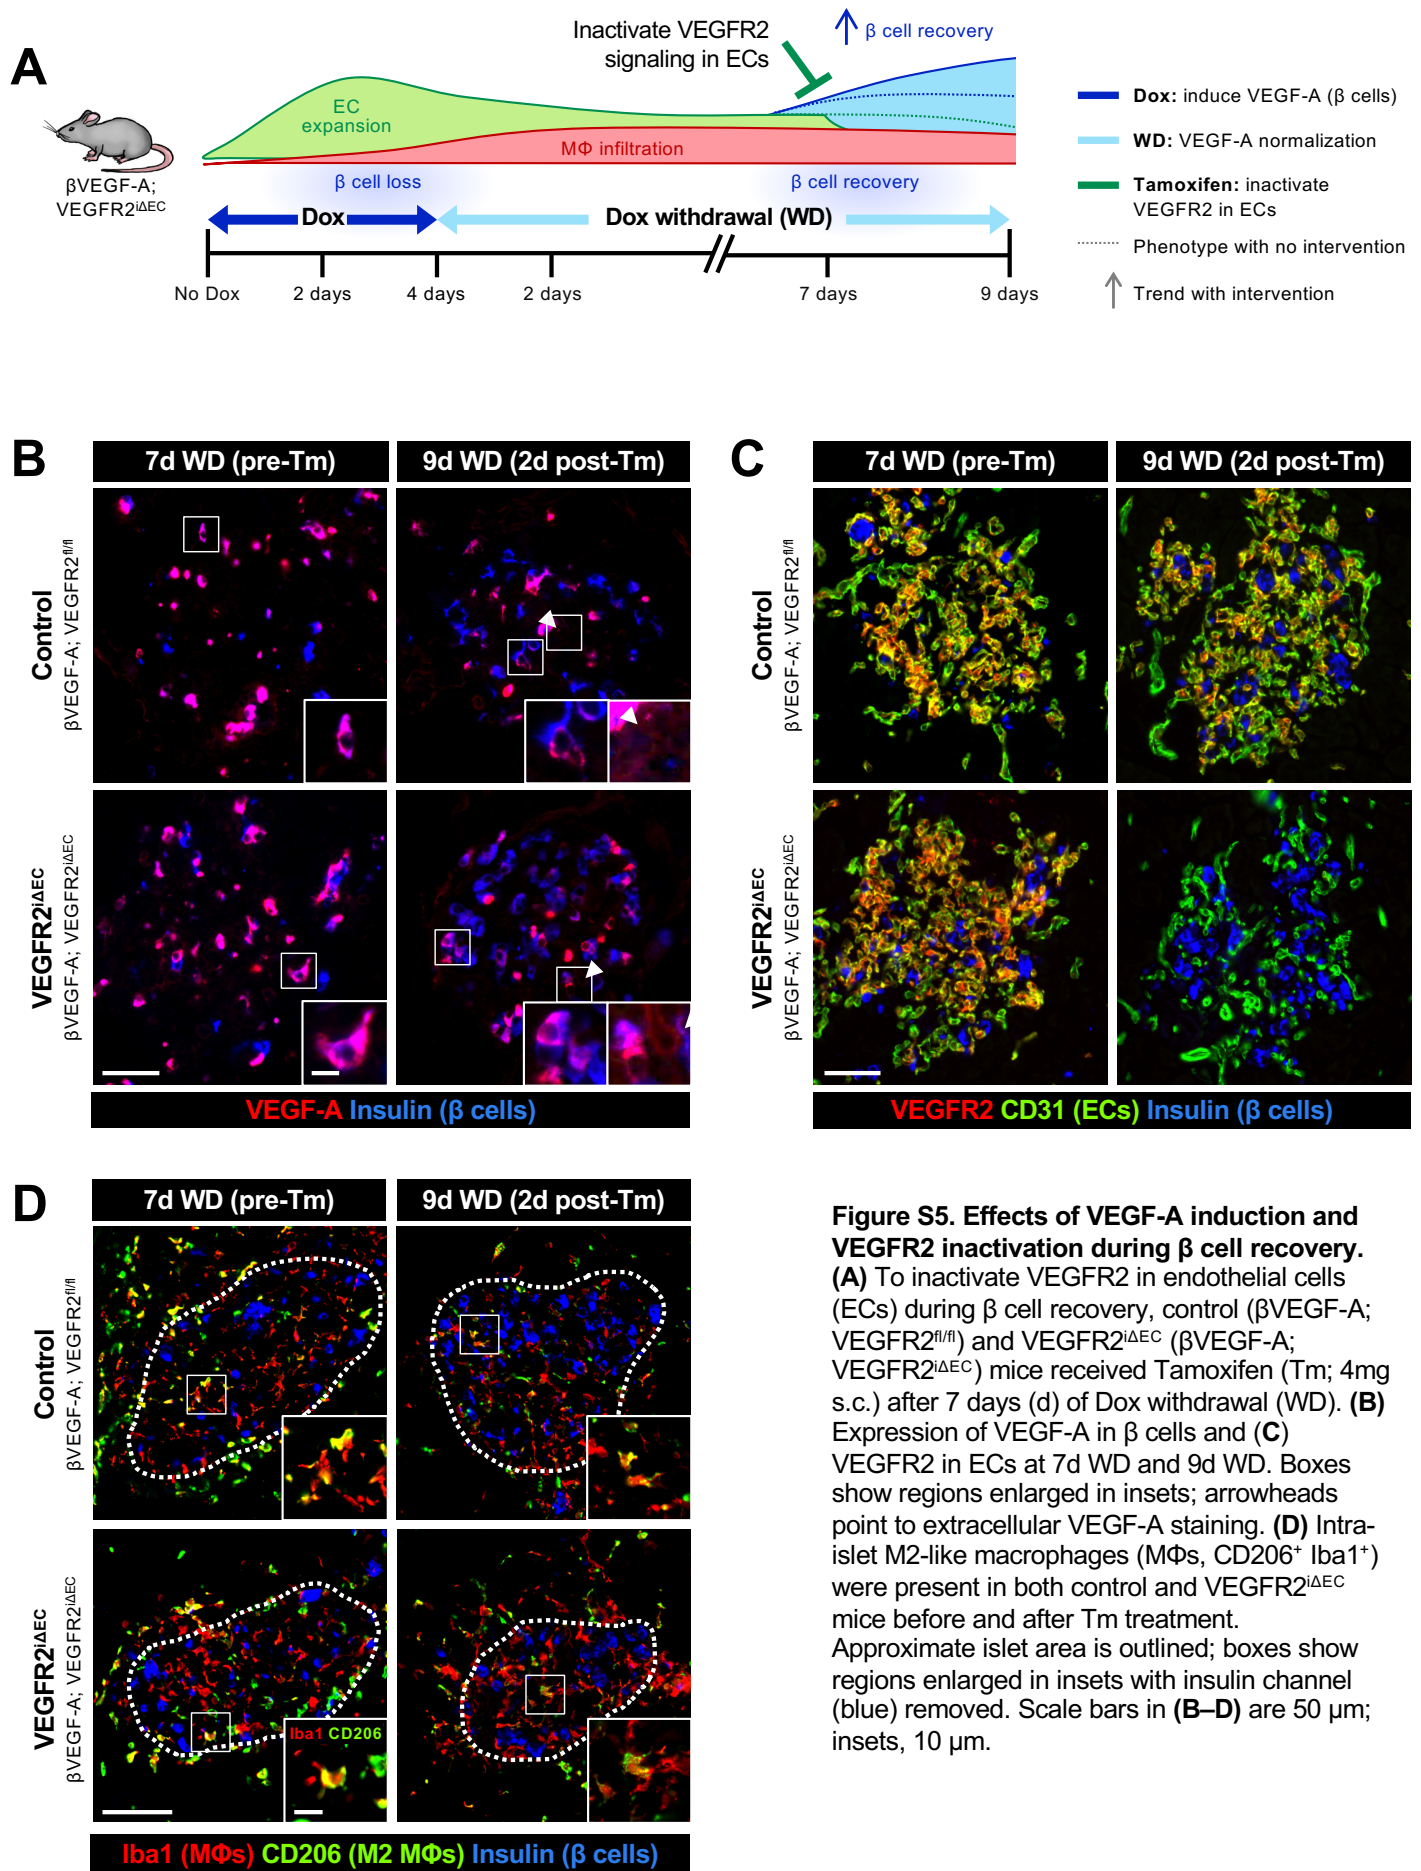 A
Inactivate VEGFR2
signaling in ECs
β cell recovery
EC
expansion
MΦ infiltration
βVEGF-A;
VEGFR2iΔEC
β cell loss
β cell recovery
Dox
Dox withdrawal (WD)
No Dox
2 days
4 days
2 days
7 days
9 days
Dox: induce VEGF-A (β cells)
WD: VEGF-A normalization
Tamoxifen: inactivate
VEGFR2 in ECs
Phenotype with no intervention
Trend with intervention
B
7d WD (pre-Tm)
9d WD (2d post-Tm)
Control
βVEGF-A; VEGFR2fl/fl
VEGFR2iΔEC
βVEGF-A; VEGFR2iΔEC
VEGF-A Insulin (β cells)
C
7d WD (pre-Tm)
9d WD (2d post-Tm)
Control
βVEGF-A; VEGFR2fl/fl
VEGFR2iΔEC
βVEGF-A; VEGFR2iΔEC
VEGFR2 CD31 (ECs) Insulin (β cells)
D
7d WD (pre-Tm)
9d WD (2d post-Tm)
Control
βVEGF-A; VEGFR2fl/fl
VEGFR2iΔEC
βVEGF-A; VEGFR2iΔEC
Iba1 CD206
Iba1 (MΦs) CD206 (M2 MΦs) Insulin (β cells)
Figure S5. Effects of VEGF-A induction and
VEGFR2 inactivation during β cell recovery.
(A) To inactivate VEGFR2 in endothelial cells
(ECs) during β cell recovery, control (βVEGF-A;
VEGFR2fl/fl) and VEGFR2iΔEC (βVEGF-A;
VEGFR2iΔEC) mice received Tamoxifen (Tm; 4mg
s.c.) after 7 days (d) of Dox withdrawal (WD). (B)
Expression of VEGF-A in β cells and (C)
VEGFR2 in ECs at 7d WD and 9d WD. Boxes
show regions enlarged in insets; arrowheads
point to extracellular VEGF-A staining. (D) Intra-
islet M2-like macrophages (MΦs, CD206+ Iba1+)
were present in both control and VEGFR2iΔEC
mice before and after Tm treatment.
Approximate islet area is outlined; boxes show
regions enlarged in insets with insulin channel
(blue) removed. Scale bars in (B–D) are 50 μm;
insets, 10 μm.